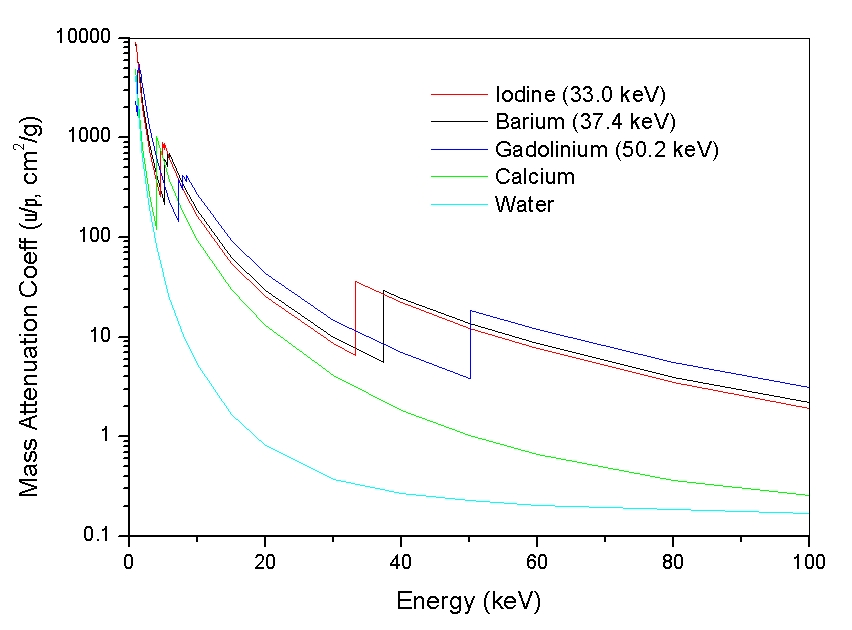 10000
1000
100
10
1
0.1
Mass Attenuation Coeff (u/p, cm²/g)
Iodine (33.0 keV)
Barium (37.4 keV)
Gadolinium (50.2 keV)
Calcium
Water
0 20 40 60 80 100
Energy (keV)